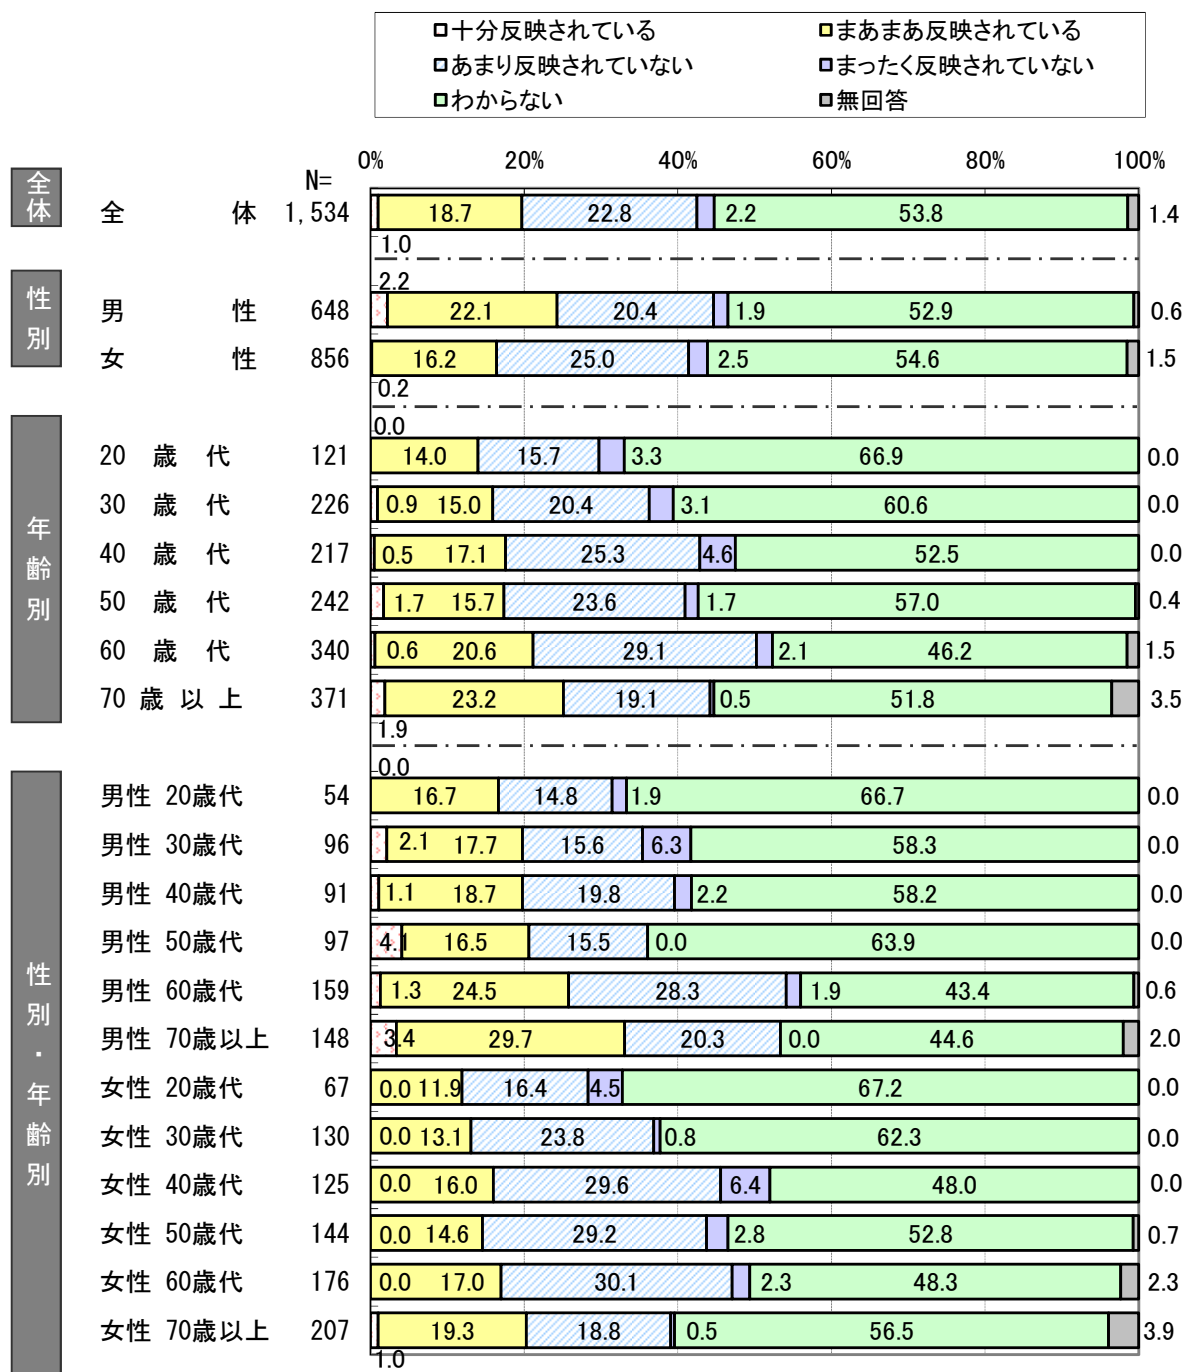 十分反映されている まあまあ反映されている
あまり反映されていない まったく反映されていない
わからない 無回答
0% 20% 40% 60% 80% 100%
N=
全体
全体 1,534 18.7 22.8 2.2 53.8 1.4
1.0
性別
2.2
男性 648 22.1 20.4 1.9 52.9 0.6
女性 856 16.2 25.0 2.5 54.6 1.5
0.2
年齢別
0.0
20歳代 121 14.0 15.7 3.3 66.9 0.0
30歳代 226 0.9 15.0 20.4 3.1 60.6 0.0
40歳代 217 0.5 17.1 25.3 4.6 52.5 0.0
50歳代 242 1.7 15.7 23.6 1.7 57.0 0.4
60歳代 340 0.6 20.6 29.1 2.1 46.2 1.5
70歳以上 371 23.2 19.1 0.5 51.8 3.5
1.9
性別・年齢別
0.0
男性 20歳代 54 16.7 14.8 1.9 66.7 0.0
男性 30歳代 96 2.1 17.7 15.6 6.3 58.3 0.0
男性 40歳代 91 1.1 18.7 19.8 2.2 58.2 0.0
男性 50歳代 97 4.1 16.5 15.5 0.0 63.9 0.0
男性 60歳代 159 1.3 24.5 28.3 1.9 43.4 0.6
男性 70歳以上 148 3.4 29.7 20.3 0.0 44.6 2.0
女性 20歳代 67 0.0 11.9 16.4 4.5 67.2 0.0
女性 30歳代 130 0.0 13.1 23.8 0.8 62.3 0.0
女性 40歳代 125 0.0 16.0 29.6 6.4 48.0 0.0
女性 50歳代 144 0.0 14.6 29.2 2.8 52.8 0.7
女性 60歳代 176 0.0 17.0 30.1 2.3 48.3 2.3
女性 70歳以上 207 19.3 18.8 0.5 56.5 3.9
1.0